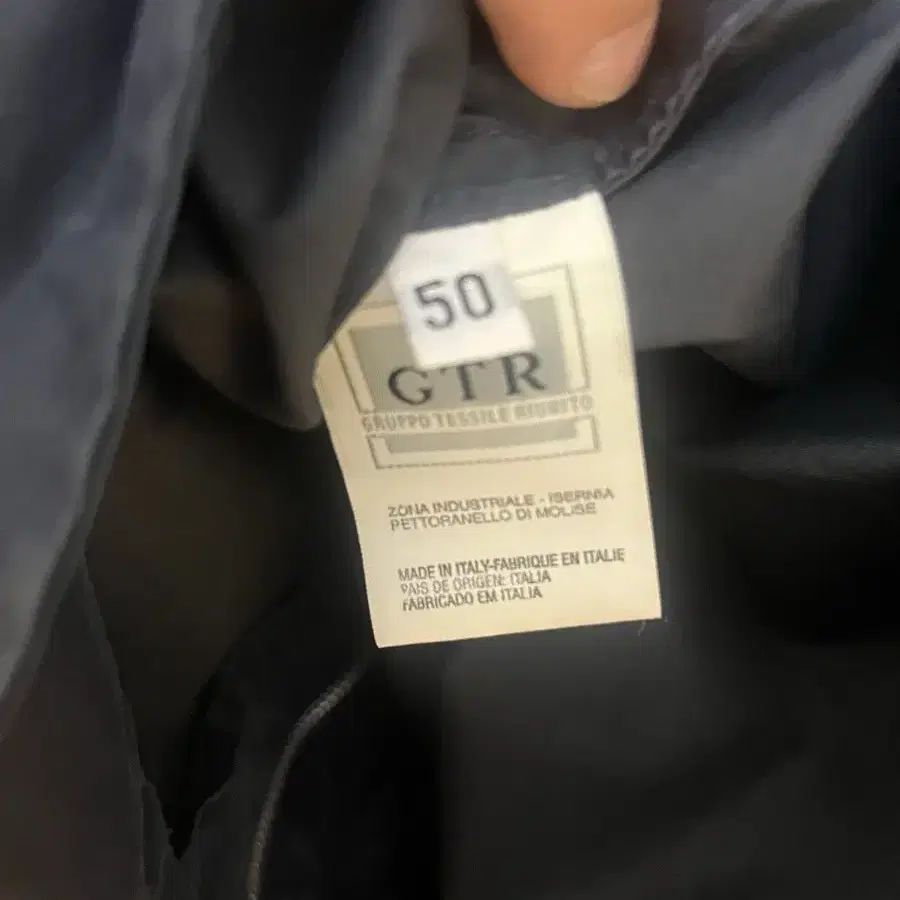 50
GTR
GRUPPO TESSILE RIUNITO
ZONA INDUSTRIALE - ISERNIA
PETTORANELLO DI MOLISE
MADE IN ITALY-FABRIQUE EN ITALIE
PAIS DE ORIGEN: ITALIA
FABRICADO EM ITALIA